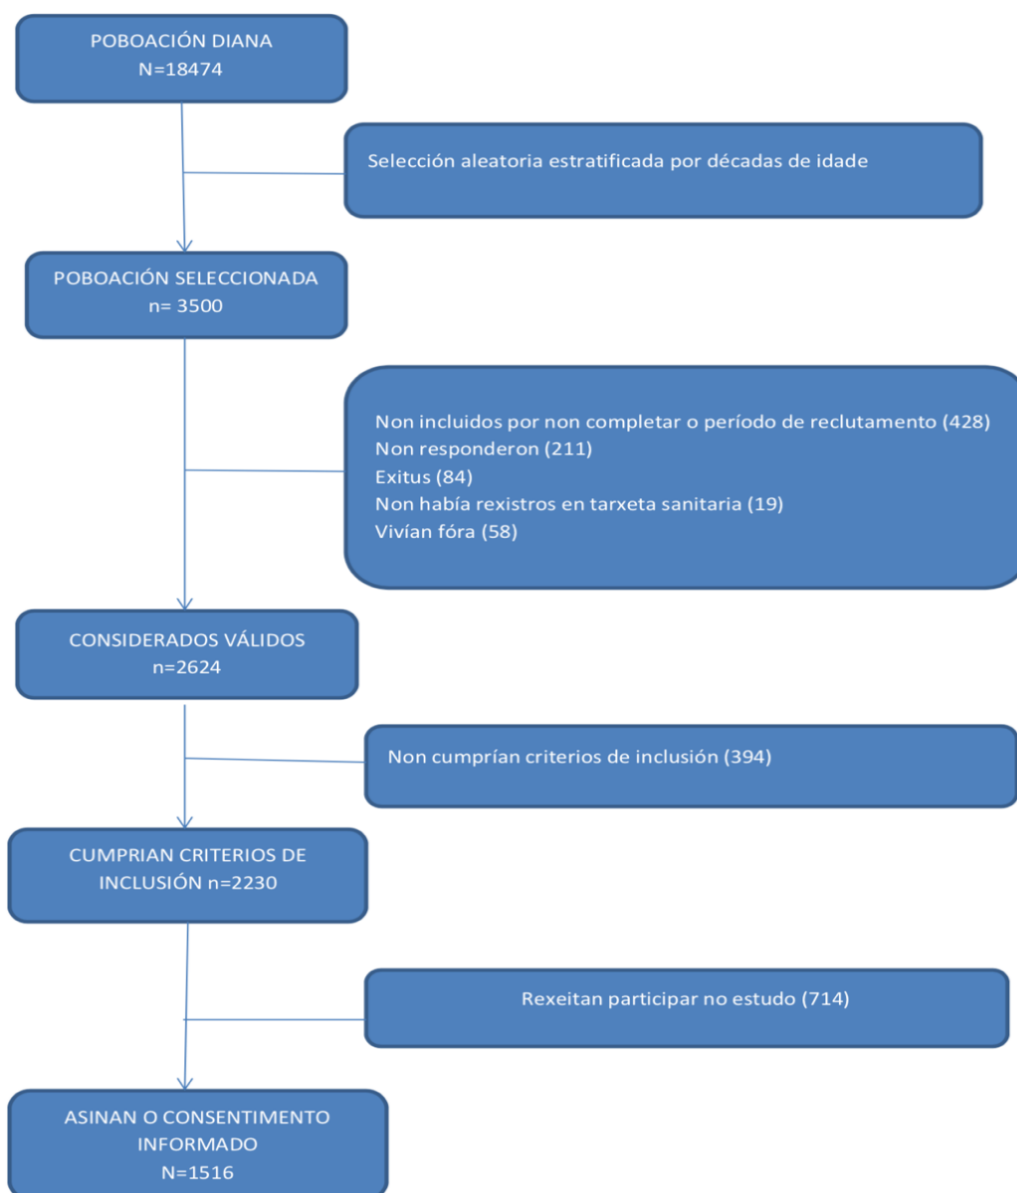 POBOACIÓN DIANA
N=18474
Selección aleatoria estratificada por décadas de idade
POBOACIÓN SELECCIONADA
n= 3500
Non incluidos por non completar o período de reclutamento (428)
Non responderon (211)
Exitus (84)
Non había rexistros en tarxeta sanitaria (19)
Vivían fóra (58)
CONSIDERADOS VÁLIDOS
n=2624
Non cumprían criterios de inclusión (394)
CUMPRIAN CRITERIOS DE
INCLUSIÓN n=2230
Rexeitan participar no estudo (714)
ASINAN O CONSENTIMENTO
INFORMADO
N=1516